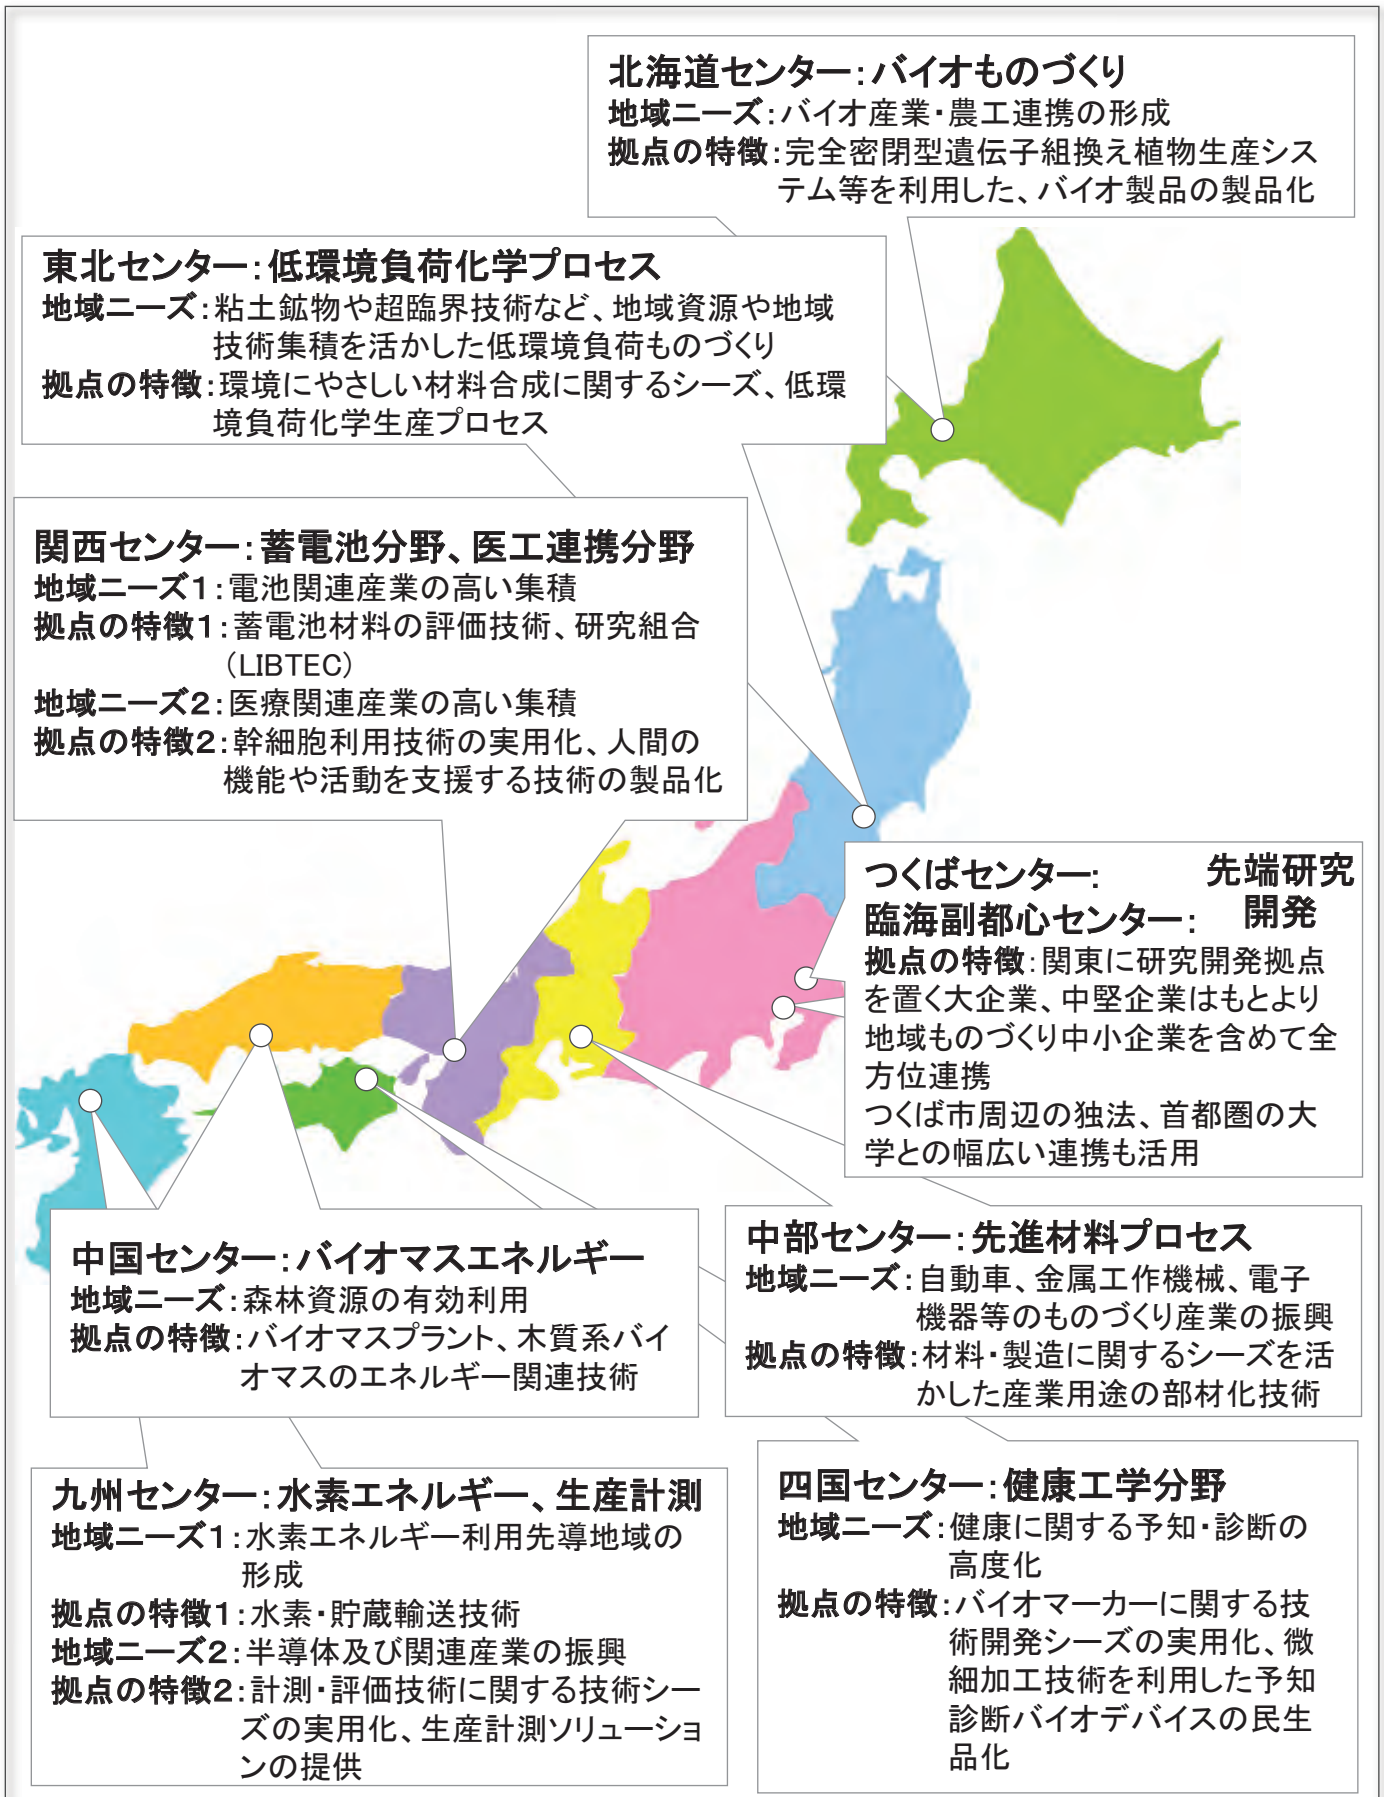 北海道センター：バイオものづくり
地域ニーズ：バイオ産業・農工連携の形成
拠点の特徴：完全密閉型遺伝子組換え植物生産シス
テム等を利用した、バイオ製品の製品化
東北センター：低環境負荷化学プロセス
地域ニーズ：粘土鉱物や超臨界技術など、地域資源や地域
技術集積を活かした低環境負荷ものづくり
拠点の特徴：環境にやさしい材料合成に関するシーズ、低環
境負荷化学生産プロセス
関西センター：蓄電池分野、医工連携分野
地域ニーズ1：電池関連産業の高い集積
拠点の特徴1：蓄電池材料の評価技術、研究組合
（LIBTEC）
地域ニーズ2：医療関連産業の高い集積
拠点の特徴2：幹細胞利用技術の実用化、人間の
機能や活動を支援する技術の製品化
つくばセンター：
臨海副都心センター：
先端研究
開発
拠点の特徴：関東に研究開発拠点
を置く大企業、中堅企業はもとより
地域ものづくり中小企業を含めて全
方位連携
つくば市周辺の独法、首都圏の大
学との幅広い連携も活用
中国センター：バイオマスエネルギー
地域ニーズ：森林資源の有効利用
拠点の特徴：バイオマスプラント、木質系バイ
オマスのエネルギー関連技術
中部センター：先進材料プロセス
地域ニーズ：自動車、金属工作機械、電子
機器等のものづくり産業の振興
拠点の特徴：材料・製造に関するシーズを活
かした産業用途の部材化技術
九州センター：水素エネルギー、生産計測
地域ニーズ1：水素エネルギー利用先導地域の
形成
拠点の特徴1：水素・貯蔵輸送技術
地域ニーズ2：半導体及び関連産業の振興
拠点の特徴2：計測・評価技術に関する技術シー
ズの実用化、生産計測ソリューショ
ンの提供
四国センター：健康工学分野
地域ニーズ：健康に関する予知・診断の
高度化
拠点の特徴：バイオマーカーに関する技
術開発シーズの実用化、微
細加工技術を利用した予知
診断バイオデバイスの民生
品化